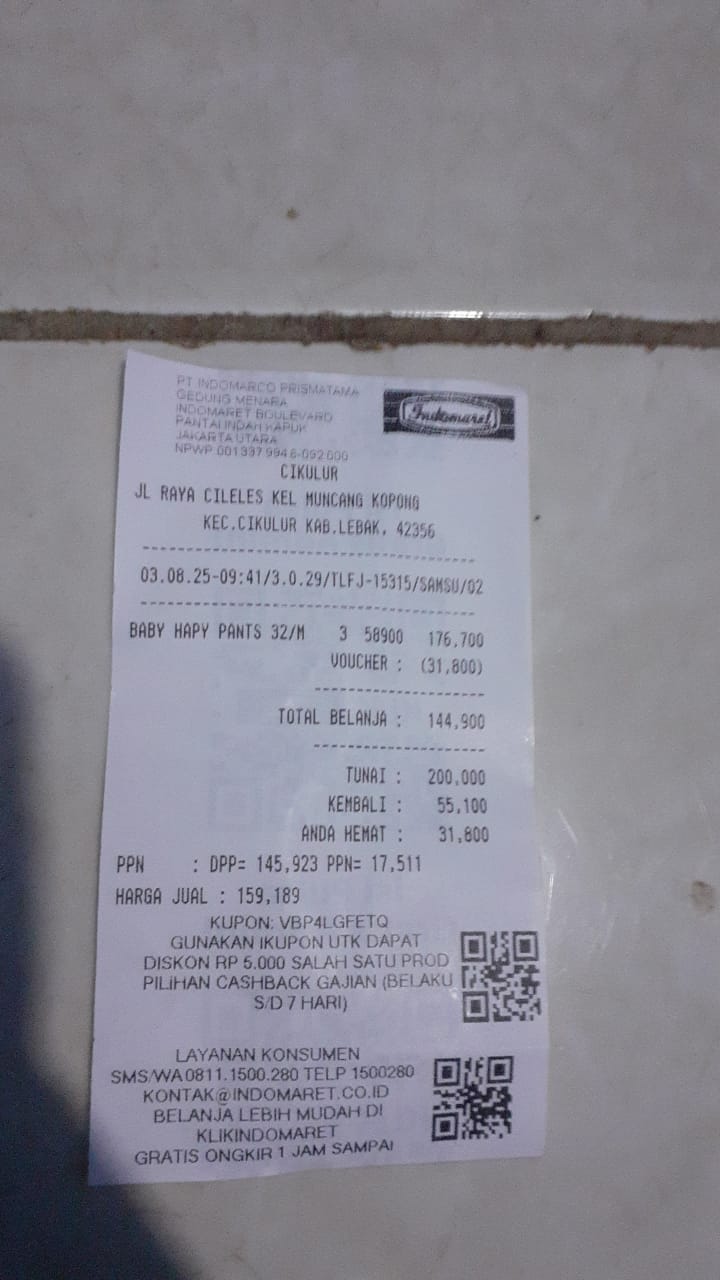 PT INDOMARCO PRISMATAMA
GEDUNG MENARA
INDOMARET BOULEVARD
PANTAI INDAH KAPUK
JAKARTA UTARA
NPWP 001337994.6-092.000
Indomaret
CIKULUR
JL RAYA CILELES KEL MUNCANG KOPONG
KEC.CIKULUR KAB.LEBAK, 42356
03.08.25-09:41/3.0.29/TLFJ-15315/SAMSU/02
BABY HAPY PANTS 32/M 3 58900 176,700
VOUCHER : (31,800)
TOTAL BELANJA : 144,900
TUNAI : 200,000
KEMBALI : 55,100
ANDA HEMAT : 31,800
PPN : DPP= 145,923 PPN= 17,511
HARGA JUAL : 159,189
KUPON: VBP4LGFETQ
GUNAKAN IKUPON UTK DAPAT
DISKON RP 5.000 SALAH SATU PROD
PILIHAN CASHBACK GAJIAN (BELAKU
S/D 7 HARI)
LAYANAN KONSUMEN
SMS/WA 0811.1500.280 TELP 1500280
KONTAK@INDOMARET.CO.ID
BELANJA LEBIH MUDAH DI
KLIKINDOMARET
GRATIS ONGKIR 1 JAM SAMPAI